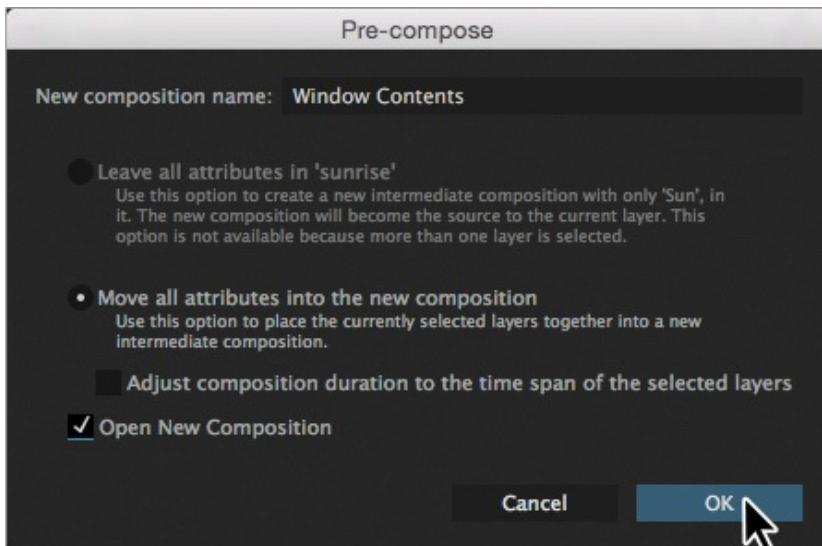 Pre-compose
New composition name: Window Contents
Leave all attributes in 'sunrise'
Use this option to create a new intermediate composition with only 'Sun', in
it. The new composition will become the source to the current layer. This
option is not available because more than one layer is selected.
Move all attributes into the new composition
Use this option to place the currently selected layers together into a new
intermediate composition.
Adjust composition duration to the time span of the selected layers
Open New Composition
Cancel OK